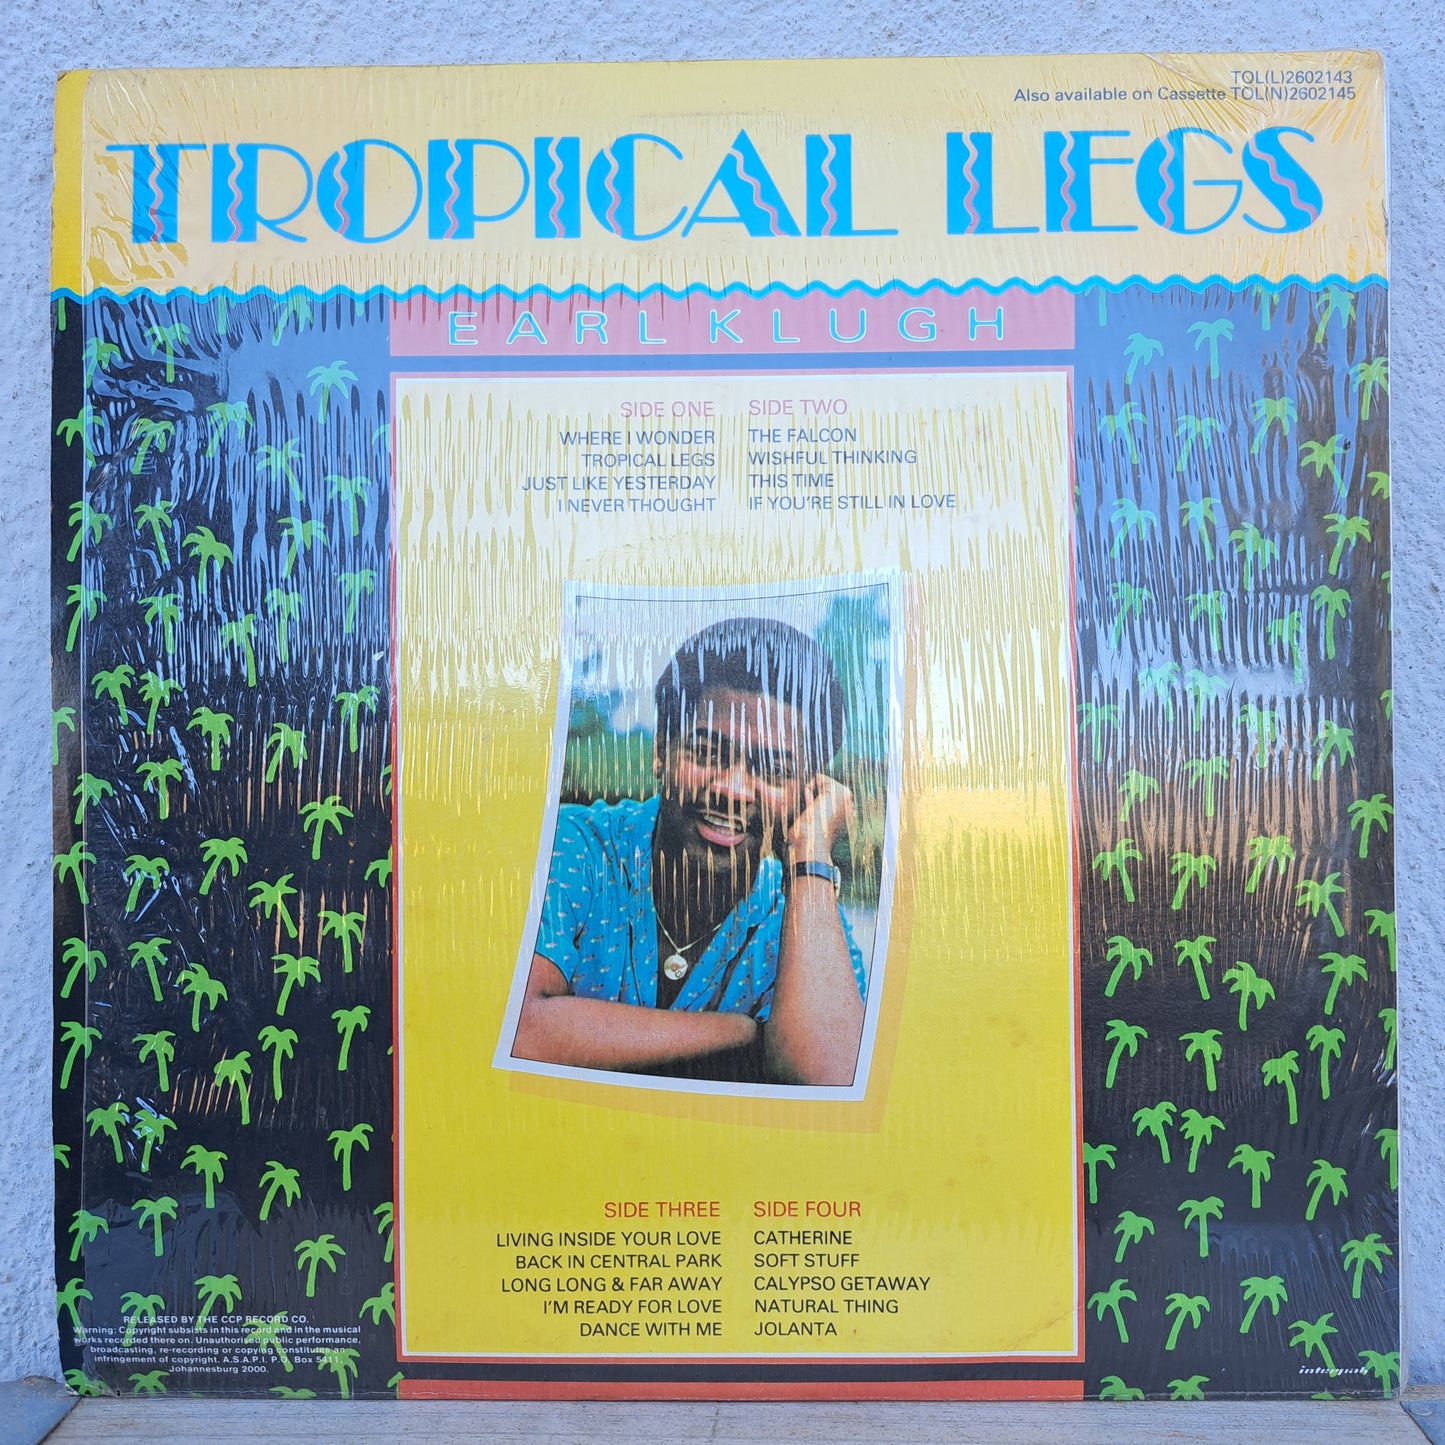 TOL(L)2602143
Also available on Cassette TOL(N)2602145
TROPICAL LEGS
EARL KLUGH
SIDE ONE
WHERE I WONDER
TROPICAL LEGS
JUST LIKE YESTERDAY
I NEVER THOUGHT
SIDE TWO
THE FALCON
WISHFUL THINKING
THIS TIME
IF YOU'RE STILL IN LOVE
SIDE THREE
LIVING INSIDE YOUR LOVE
BACK IN CENTRAL PARK
LONG LONG & FAR AWAY
I'M READY FOR LOVE
DANCE WITH ME
SIDE FOUR
CATHERINE
SOFT STUFF
CALYPSO GETAWAY
NATURAL THING
JOLANTA
RELEASED BY THE CCP RECORD CO.
Warning: Copyright subsists in this record and in the musical
works recorded there on. Unauthorised public performance,
broadcasting, re-recording or copying constitutes an
infringement of copyright. A.S.A.P.I. P.O. Box 5411,
Johannesburg 2000.
interpak